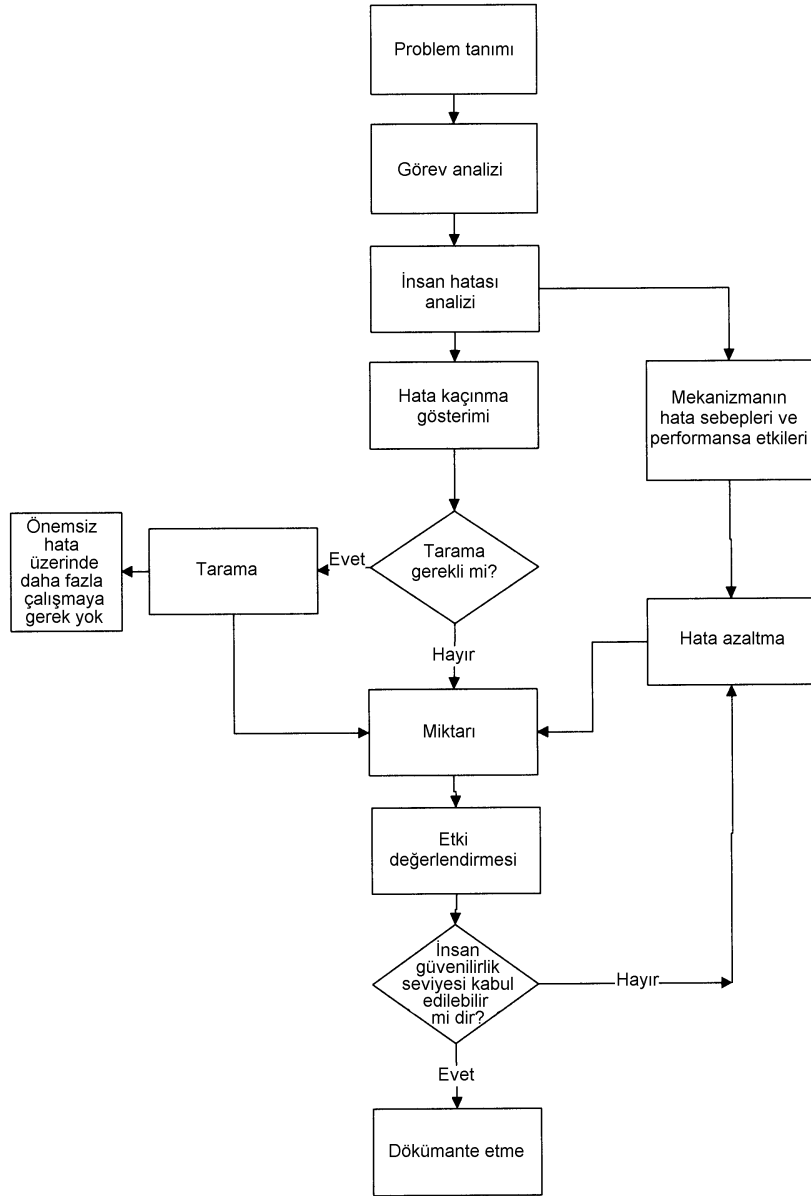 Problem tanımı
Görev analizi
İnsan hatası
analizi
Hata kaçınma
gösterimi
Mekanizmanın
hata sebepleri ve
performansa etkileri
Önemsiz
hata
üzerinde
daha fazla
çalışmaya
gerek yok
Tarama
Evet
Tarama
gerekli mi?
Hayır
Hata azaltma
Miktarı
Etki
değerlendirmesi
İnsan
güvenilirlik
seviyesi kabul
edilebilir
mi dir?
Hayır
Evet
Dökümante etme